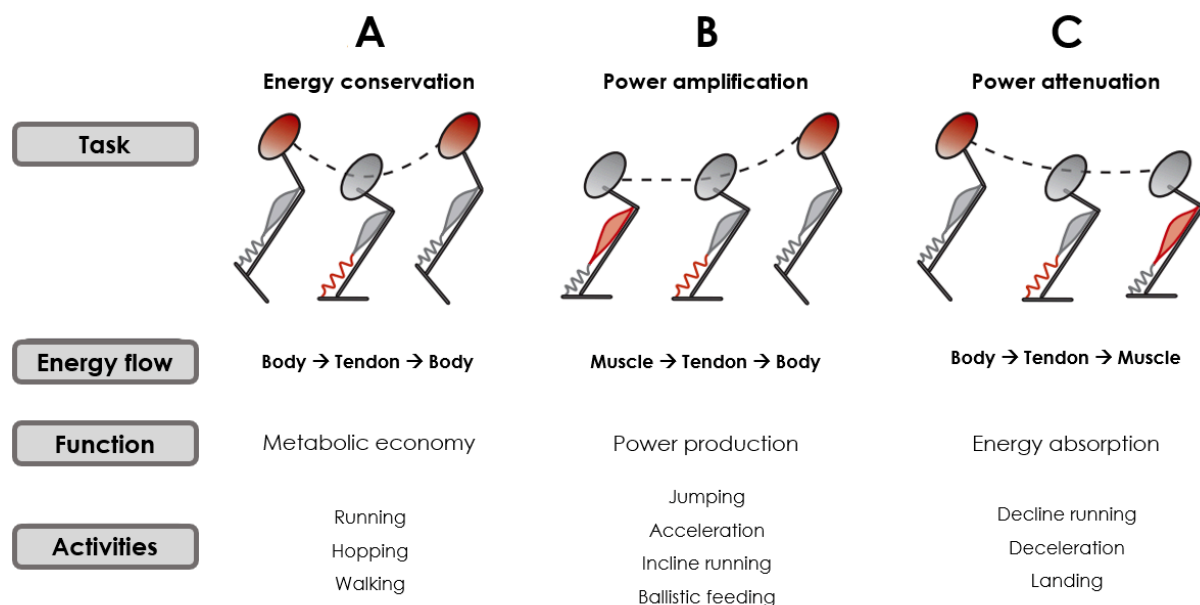 A
B
C
Energy conservation
Power amplification
Power attenuation
Task
Energy flow
Body → Tendon → Body
Muscle → Tendon → Body
Body → Tendon → Muscle
Function
Metabolic economy
Power production
Energy absorption
Activities
Running
Hopping
Walking
Jumping
Acceleration
Incline running
Ballistic feeding
Decline running
Deceleration
Landing